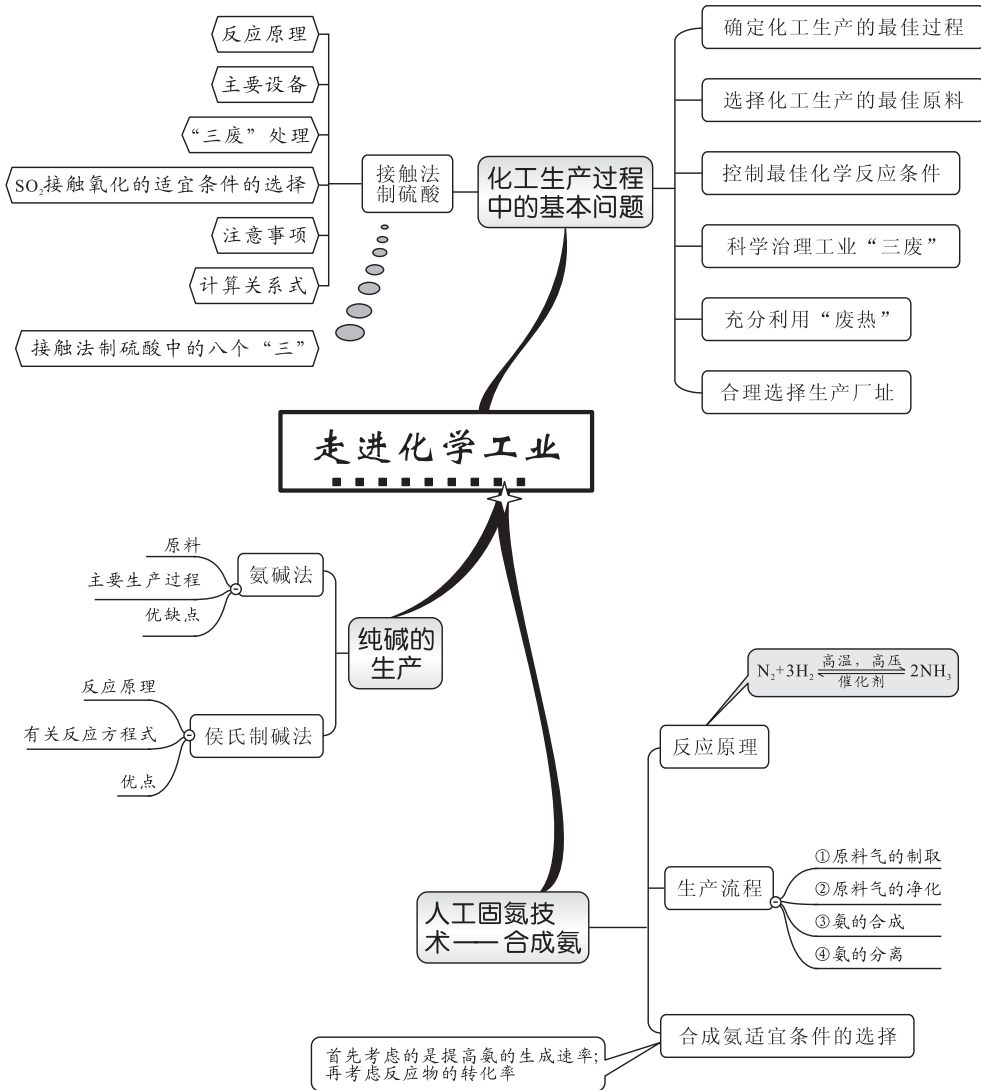 走进化学工业
化工生产过程
中的基本问题
确定化工生产的最佳过程
选择化工生产的最佳原料
控制最佳化学反应条件
科学治理工业“三废”
充分利用“废热”
合理选择生产厂址
接触法
制硫酸
反应原理
主要设备
“三废”处理
SO₂接触氧化的适宜条件的选择
注意事项
计算关系式
接触法制硫酸中的八个“三”
纯碱的
生产
氨碱法
原料
主要生产过程
优缺点
侯氏制碱法
反应原理
有关反应方程式
优点
人工固氮技
术——合成氨
反应原理
N₂+3H₂ 高温，高压 ⇌ 催化剂 2NH₃
生产流程
①原料气的制取
②原料气的净化
③氨的合成
④氨的分离
合成氨适宜条件的选择
首先考虑的是提高氨的生成速率;
再考虑反应物的转化率